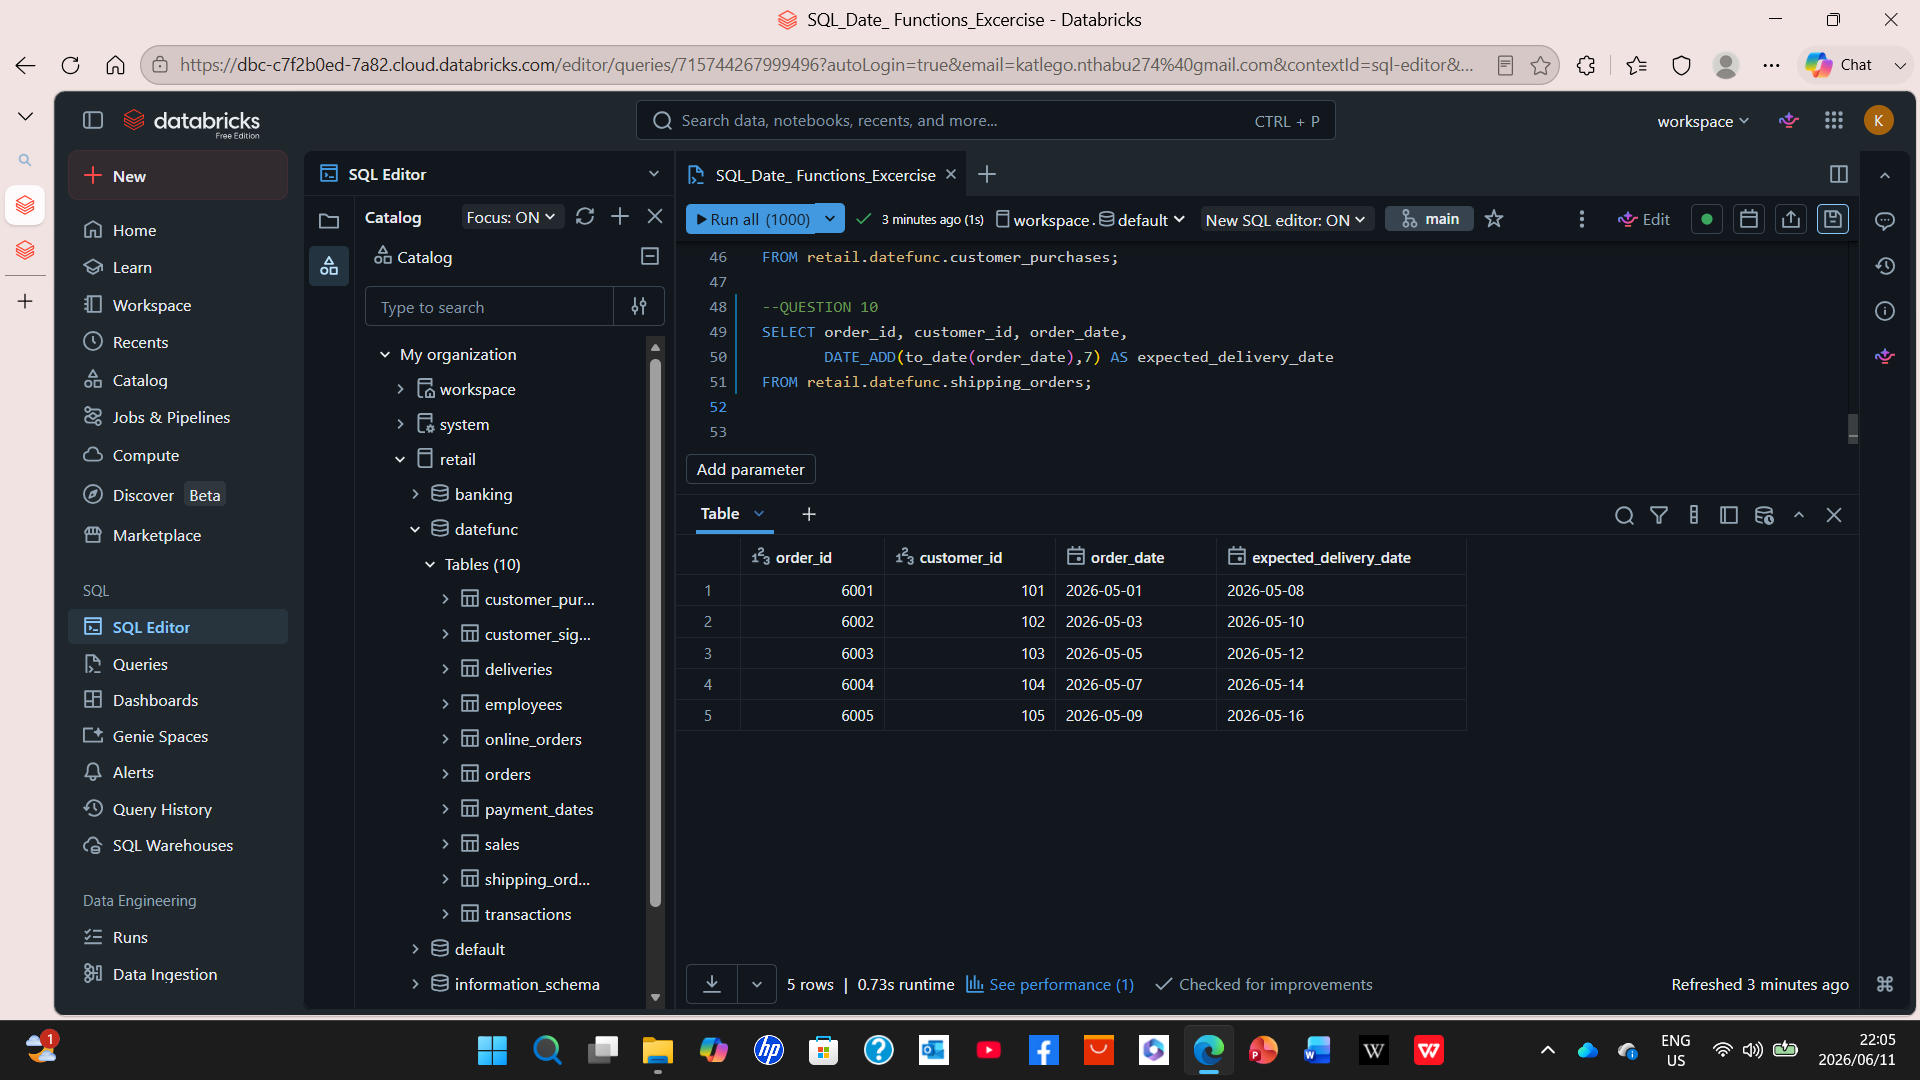 SQL_Date_ Functions_Excercise - Databricks
https://dbc-c7f2b0ed-7a82.cloud.databricks.com/editor/queries/715744267999496?autoLogin=true&email=katlego.nthabu274%40gmail.com&contextId=sql-editor&...
Chat
databricks
Free Edition
Search data, notebooks, recents, and more...
CTRL + P
workspace
K
New
Home
Learn
Workspace
Recents
Catalog
Jobs & Pipelines
Compute
Discover Beta
Marketplace
SQL
SQL Editor
Queries
Dashboards
Genie Spaces
Alerts
Query History
SQL Warehouses
Data Engineering
Runs
Data Ingestion
SQL Editor
Catalog
Focus: ON
Catalog
Type to search
My organization
workspace
system
retail
banking
datefunc
Tables (10)
customer_pur...
customer_sig...
deliveries
employees
online_orders
orders
payment_dates
sales
shipping_ord...
transactions
default
information_schema
SQL_Date_ Functions_Excercise
Run all (1000)
3 minutes ago (1s)
workspace. default
New SQL editor: ON
main
Edit
46 FROM retail.datefunc.customer_purchases;
47
48 --QUESTION 10
49 SELECT order_id, customer_id, order_date,
50 DATE_ADD(to_date(order_date),7) AS expected_delivery_date
51 FROM retail.datefunc.shipping_orders;
52
53
Add parameter
Table
order_id customer_id order_date expected_delivery_date
1 6001 101 2026-05-01 2026-05-08
2 6002 102 2026-05-03 2026-05-10
3 6003 103 2026-05-05 2026-05-12
4 6004 104 2026-05-07 2026-05-14
5 6005 105 2026-05-09 2026-05-16
5 rows | 0.73s runtime
See performance (1)
Checked for improvements
Refreshed 3 minutes ago
1
hp
W
W
ENG
US
22:05
2026/06/11